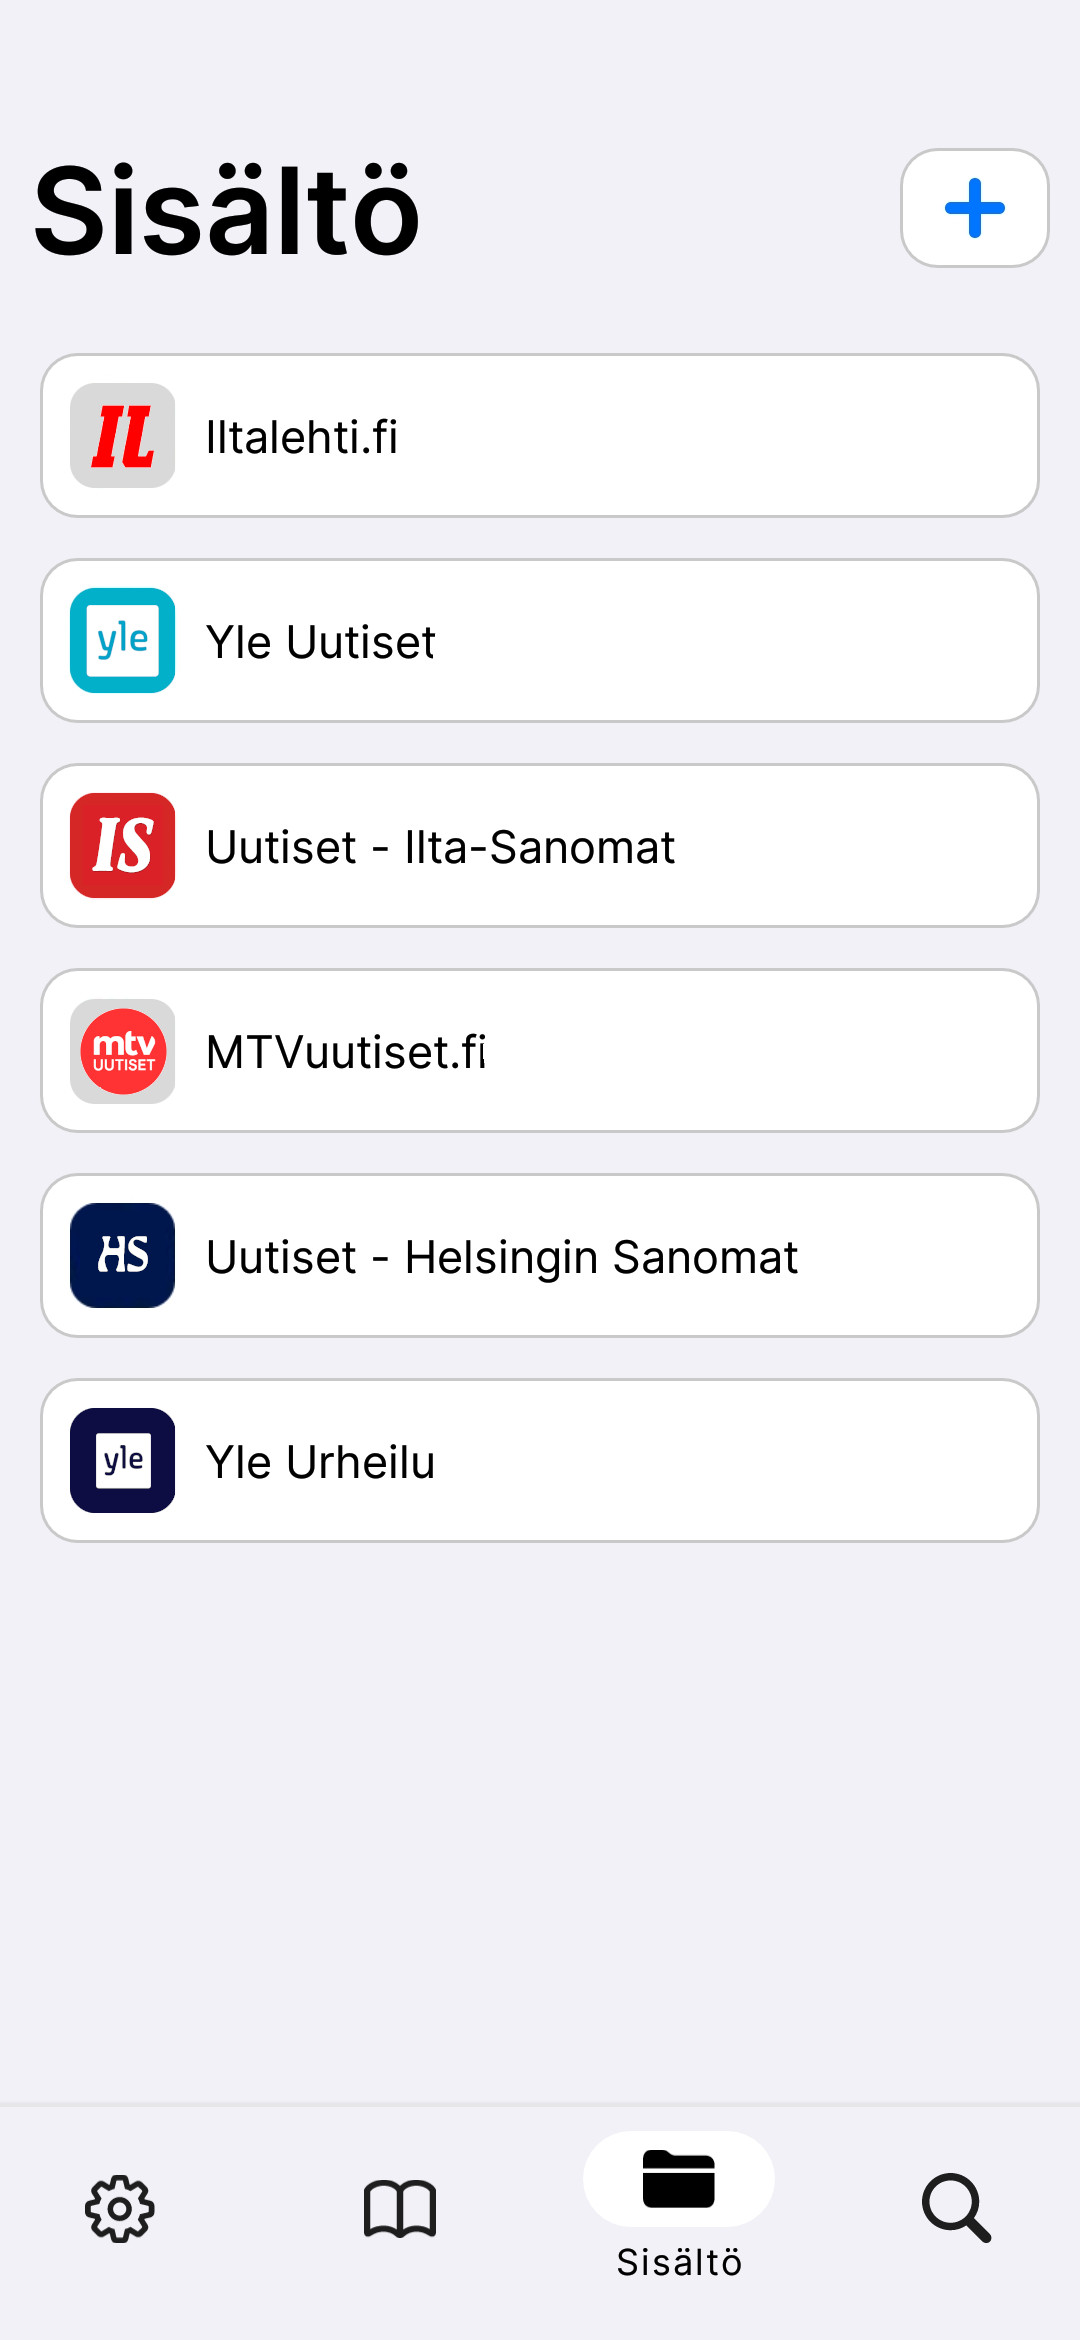 Sisältö
IL
Iltalehti.fi
yle
Yle Uutiset
IS
Uutiset - Ilta-Sanomat
mtv
UUTISET
MTVuutiset.fi
HS
Uutiset - Helsingin Sanomat
yle
Yle Urheilu
Sisältö